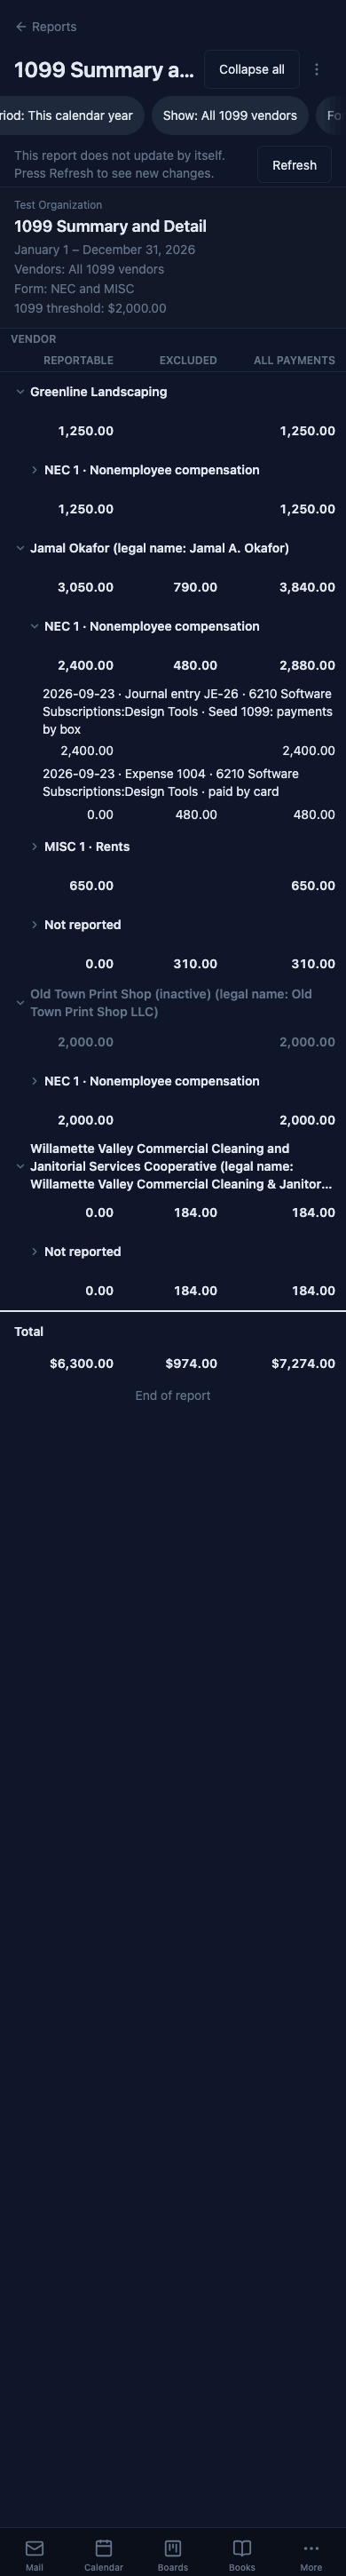 Reports
1099 Summary a...
Collapse all
riod: This calendar year
Show: All 1099 vendors
Fo
This report does not update by itself.
Press Refresh to see new changes.
Refresh
Test Organization
1099 Summary and Detail
January 1 – December 31, 2026
Vendors: All 1099 vendors
Form: NEC and MISC
1099 threshold: $2,000.00
VENDOR
REPORTABLE EXCLUDED ALL PAYMENTS
Greenline Landscaping
1,250.00 1,250.00
NEC 1 · Nonemployee compensation
1,250.00 1,250.00
Jamal Okafor (legal name: Jamal A. Okafor)
3,050.00 790.00 3,840.00
NEC 1 · Nonemployee compensation
2,400.00 480.00 2,880.00
2026-09-23 · Journal entry JE-26 · 6210 Software
Subscriptions:Design Tools · Seed 1099: payments
by box
2,400.00 2,400.00
2026-09-23 · Expense 1004 · 6210 Software
Subscriptions:Design Tools · paid by card
0.00 480.00 480.00
MISC 1 · Rents
650.00 650.00
Not reported
0.00 310.00 310.00
Old Town Print Shop (inactive) (legal name: Old
Town Print Shop LLC)
2,000.00 2,000.00
NEC 1 · Nonemployee compensation
2,000.00 2,000.00
Willamette Valley Commercial Cleaning and
Janitorial Services Cooperative (legal name:
Willamette Valley Commercial Cleaning & Janitor...
0.00 184.00 184.00
Not reported
0.00 184.00 184.00
Total
$6,300.00 $974.00 $7,274.00
End of report
Mail Calendar Boards Books More